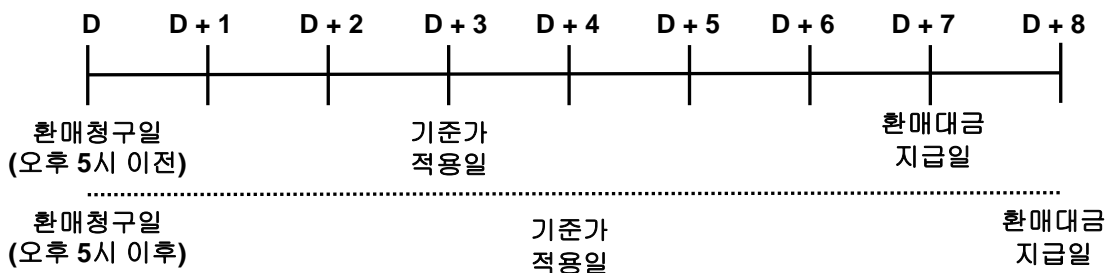 D D + 1 D + 2 D + 3 D + 4 D + 5 D + 6 D + 7 D + 8
환매청구일
(오후 5시 이전)
기준가
적용일
환매대금
지급일
환매청구일
(오후 5시 이후)
기준가
적용일
환매대금
지급일